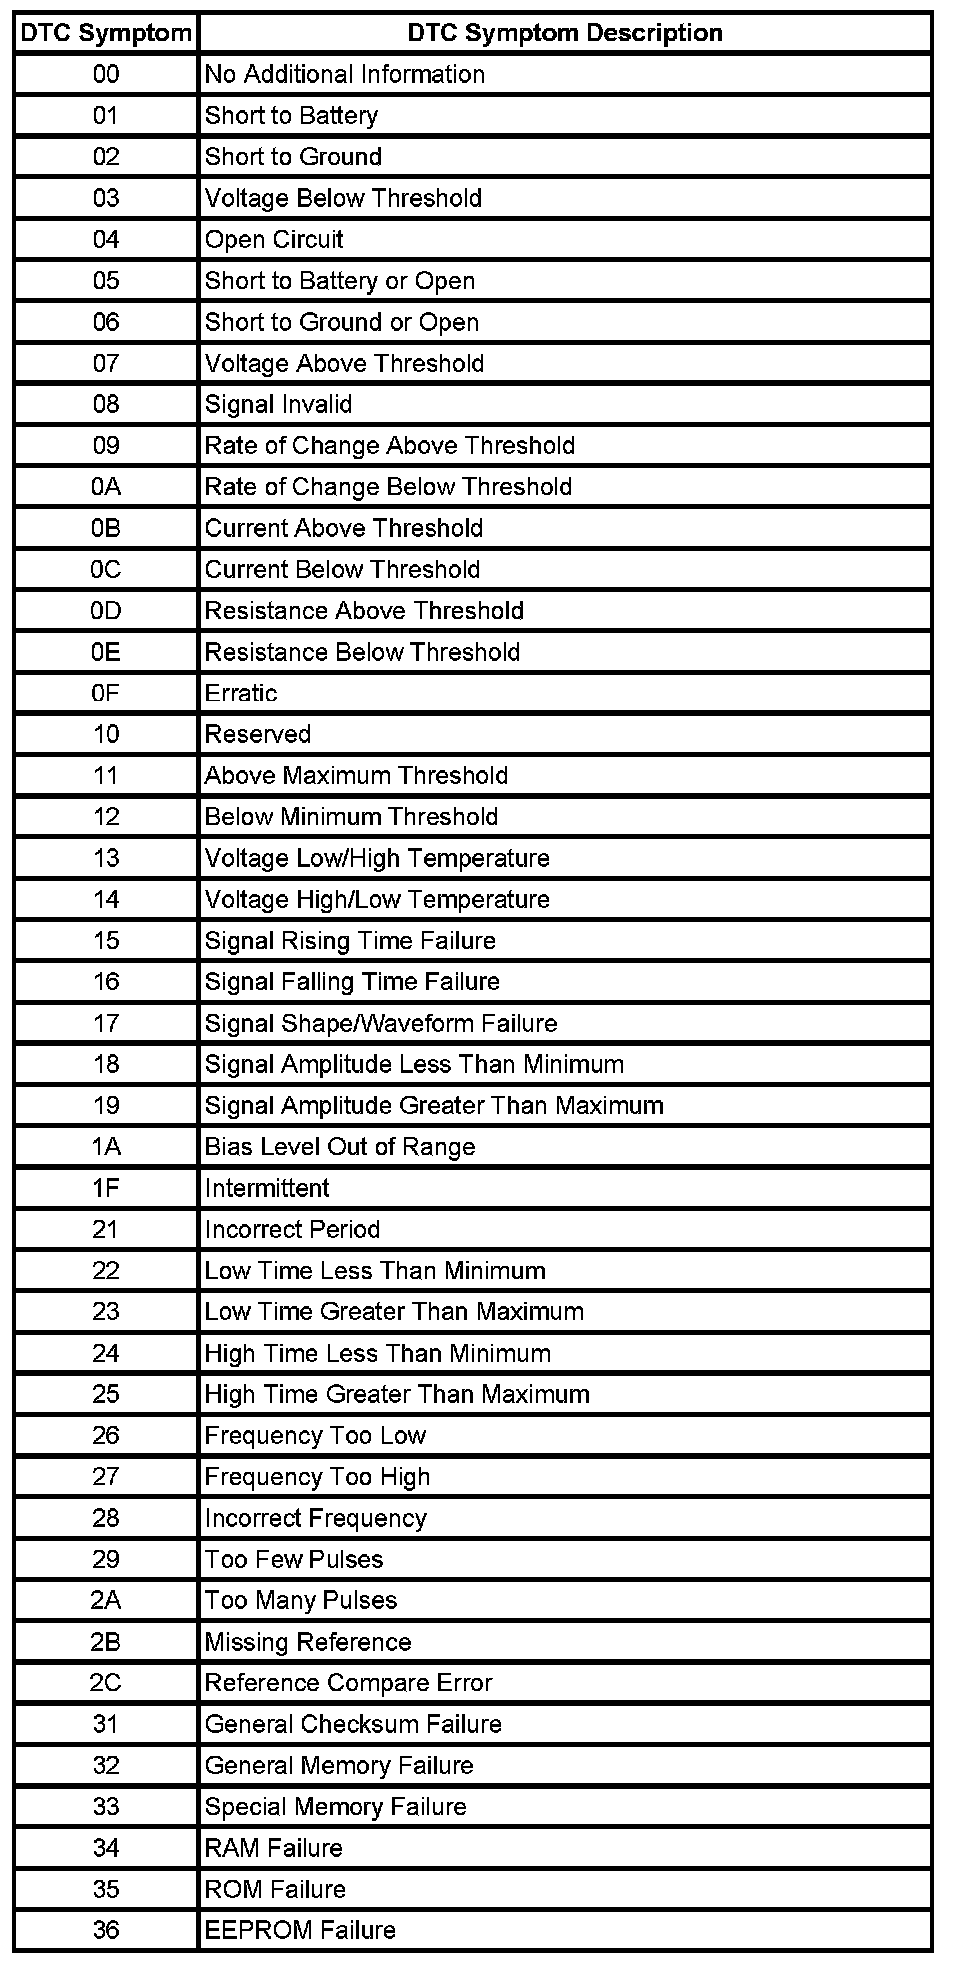 DTC Symptom DTC Symptom Description
00 No Additional Information
01 Short to Battery
02 Short to Ground
03 Voltage Below Threshold
04 Open Circuit
05 Short to Battery or Open
06 Short to Ground or Open
07 Voltage Above Threshold
08 Signal Invalid
09 Rate of Change Above Threshold
0A Rate of Change Below Threshold
0B Current Above Threshold
0C Current Below Threshold
0D Resistance Above Threshold
0E Resistance Below Threshold
0F Erratic
10 Reserved
11 Above Maximum Threshold
12 Below Minimum Threshold
13 Voltage Low/High Temperature
14 Voltage High/Low Temperature
15 Signal Rising Time Failure
16 Signal Falling Time Failure
17 Signal Shape/Waveform Failure
18 Signal Amplitude Less Than Minimum
19 Signal Amplitude Greater Than Maximum
1A Bias Level Out of Range
1F Intermittent
21 Incorrect Period
22 Low Time Less Than Minimum
23 Low Time Greater Than Maximum
24 High Time Less Than Minimum
25 High Time Greater Than Maximum
26 Frequency Too Low
27 Frequency Too High
28 Incorrect Frequency
29 Too Few Pulses
2A Too Many Pulses
2B Missing Reference
2C Reference Compare Error
31 General Checksum Failure
32 General Memory Failure
33 Special Memory Failure
34 RAM Failure
35 ROM Failure
36 EEPROM Failure